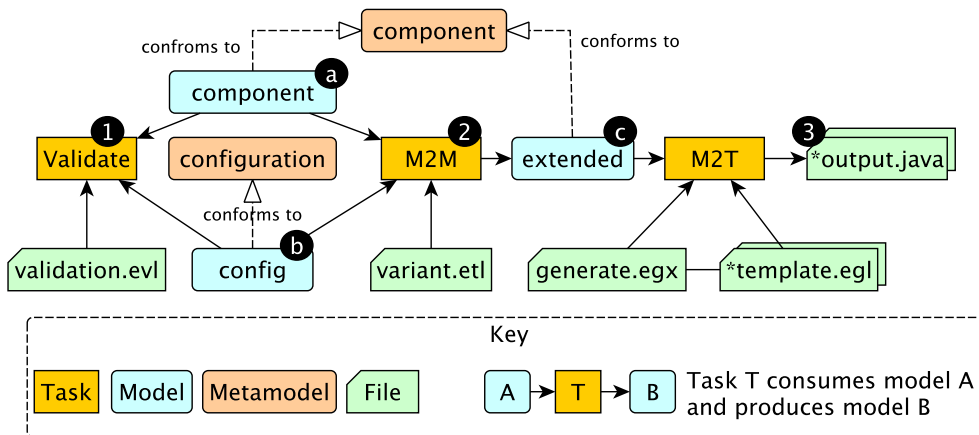 component
confroms to
conforms to
a
component
1
2
c
3
Validate
configuration
M2M
extended
M2T
*output.java
conforms to
b
validation.evl
config
variant.etl
generate.egx
*template.egl
Key
Task
Model
Metamodel
File
A
T
B
Task T consumes model A
and produces model B